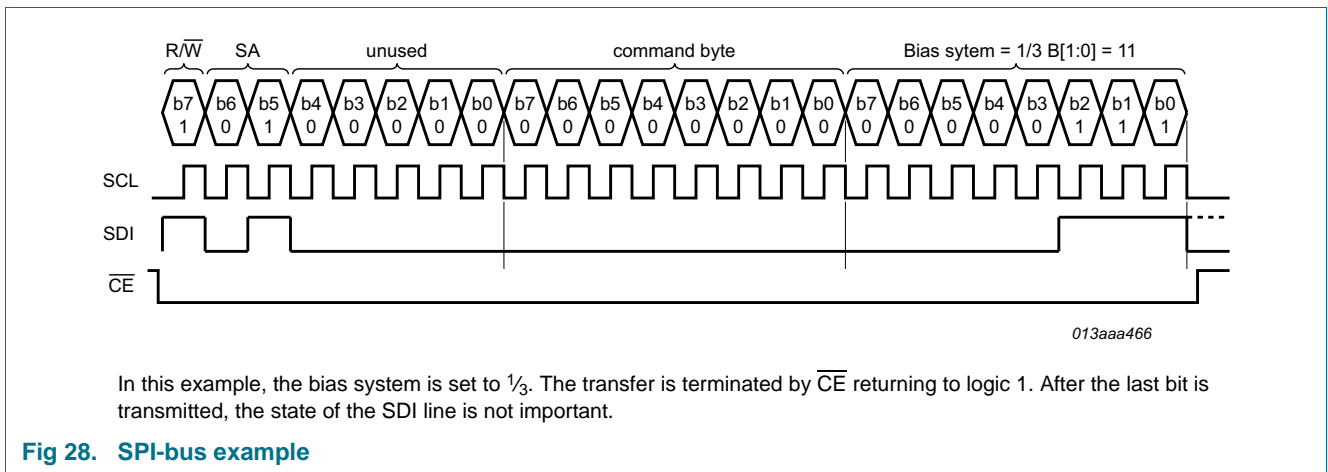 R/W SA unused command byte Bias sytem = 1/3 B[1:0] = 11
b7 b6 b5 b4 b3 b2 b1 b0 b7 b6 b5 b4 b3 b2 b1 b0 b7 b6 b5 b4 b3 b2 b1 b0
1 0 1 0 0 0 0 0 0 0 0 0 0 0 0 0 0 0 0 0 0 1 1 1
SCL
SDI
CE
013aaa466
In this example, the bias system is set to 1⁄3. The transfer is terminated by CE returning to logic 1. After the last bit is
transmitted, the state of the SDI line is not important.
Fig 28. SPI-bus example